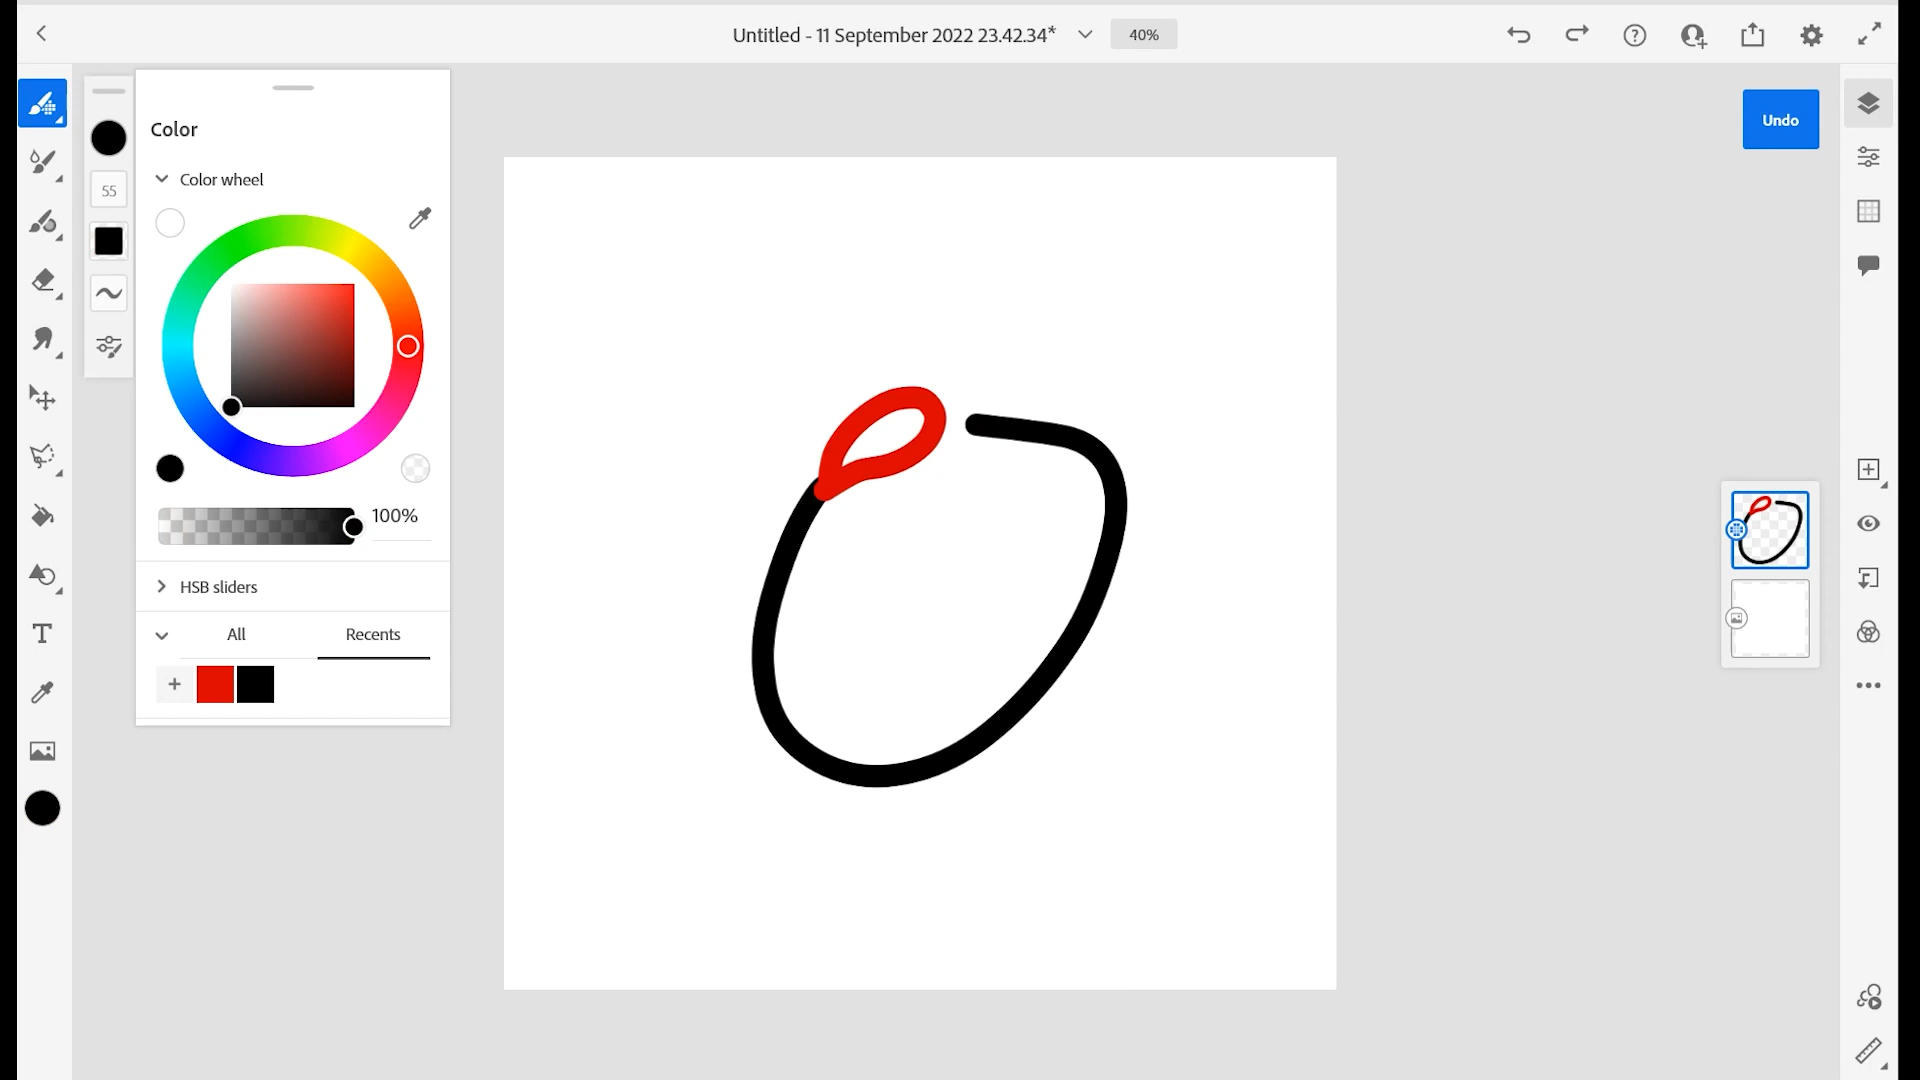 Untitled - 11 September 2022 23.42.34*
40%
Undo
Color
55
Color wheel
100%
HSB sliders
All
Recents